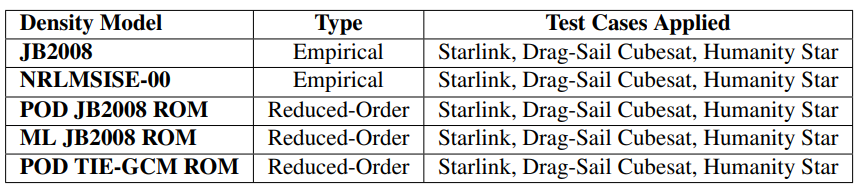 Density Model Type Test Cases Applied
JB2008 Empirical Starlink, Drag-Sail Cubesat, Humanity Star
NRLMSISE-00 Empirical Starlink, Drag-Sail Cubesat, Humanity Star
POD JB2008 ROM Reduced-Order Starlink, Drag-Sail Cubesat, Humanity Star
ML JB2008 ROM Reduced-Order Starlink, Drag-Sail Cubesat, Humanity Star
POD TIE-GCM ROM Reduced-Order Starlink, Drag-Sail Cubesat, Humanity Star